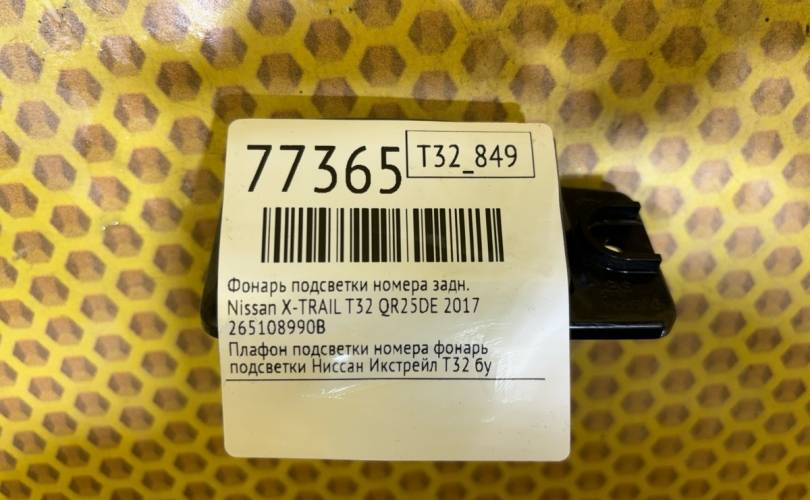 77365
T32_849
Фонарь подсветки номера задн.
Nissan X-TRAIL T32 QR25DE 2017
265108990B
Плафон подсветки номера фонарь
подсветки Ниссан Икстрейл Т32 бу